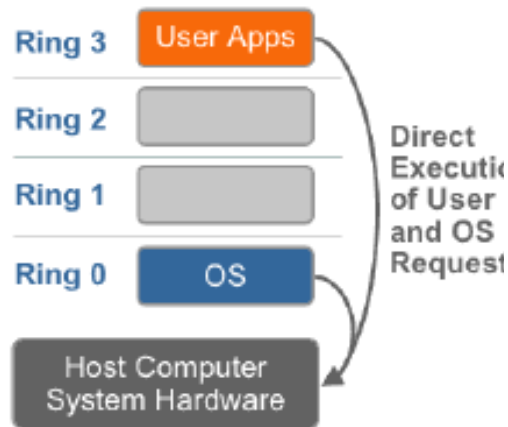 Ring 3
User Apps
Ring 2
Ring 1
Ring 0
OS
Direct
Executio
of User
and OS
Request
Host Computer
System Hardware